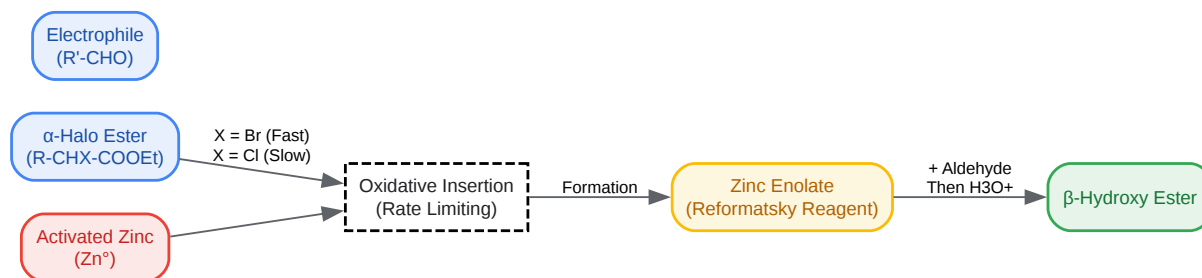 Electrophile
(R'-CHO)
α-Halo Ester
(R-CHX-COOEt)
X = Br (Fast)
X = Cl (Slow)
Activated Zinc
(Zn°)
Oxidative Insertion
(Rate Limiting)
Formation
Zinc Enolate
(Reformatsky Reagent)
+ Aldehyde
Then H3O+
β-Hydroxy Ester